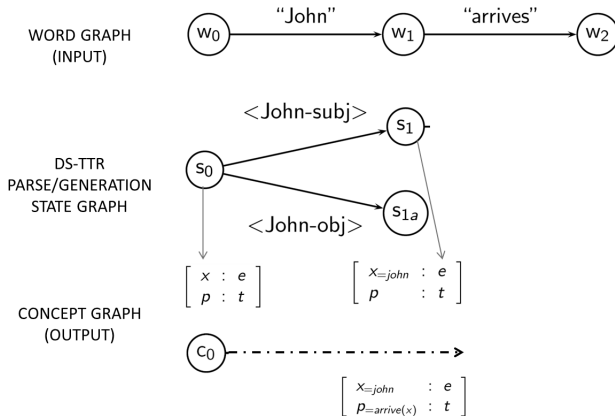 WORD GRAPH
(INPUT)
w0 "John" w1 "arrives" w2
<John-subj>
s1
DS-TTR
PARSE/GENERATION
STATE GRAPH
s0
s1a
<John-obj>
[ x : e
p : t ]
[ x=john : e
p : t ]
CONCEPT GRAPH
(OUTPUT)
c0
[ x=john : e
p=arrive(x) : t ]